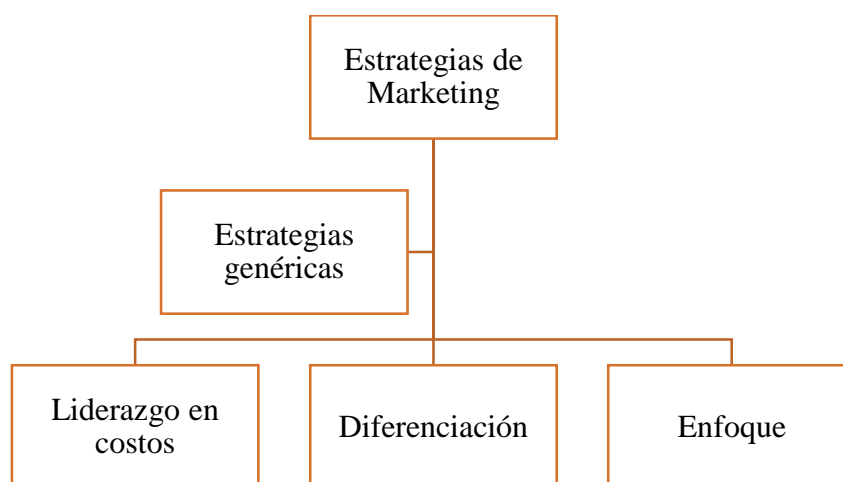 Estrategias de
Marketing
Estrategias
genéricas
Liderazgo en
costos
Diferenciación
Enfoque